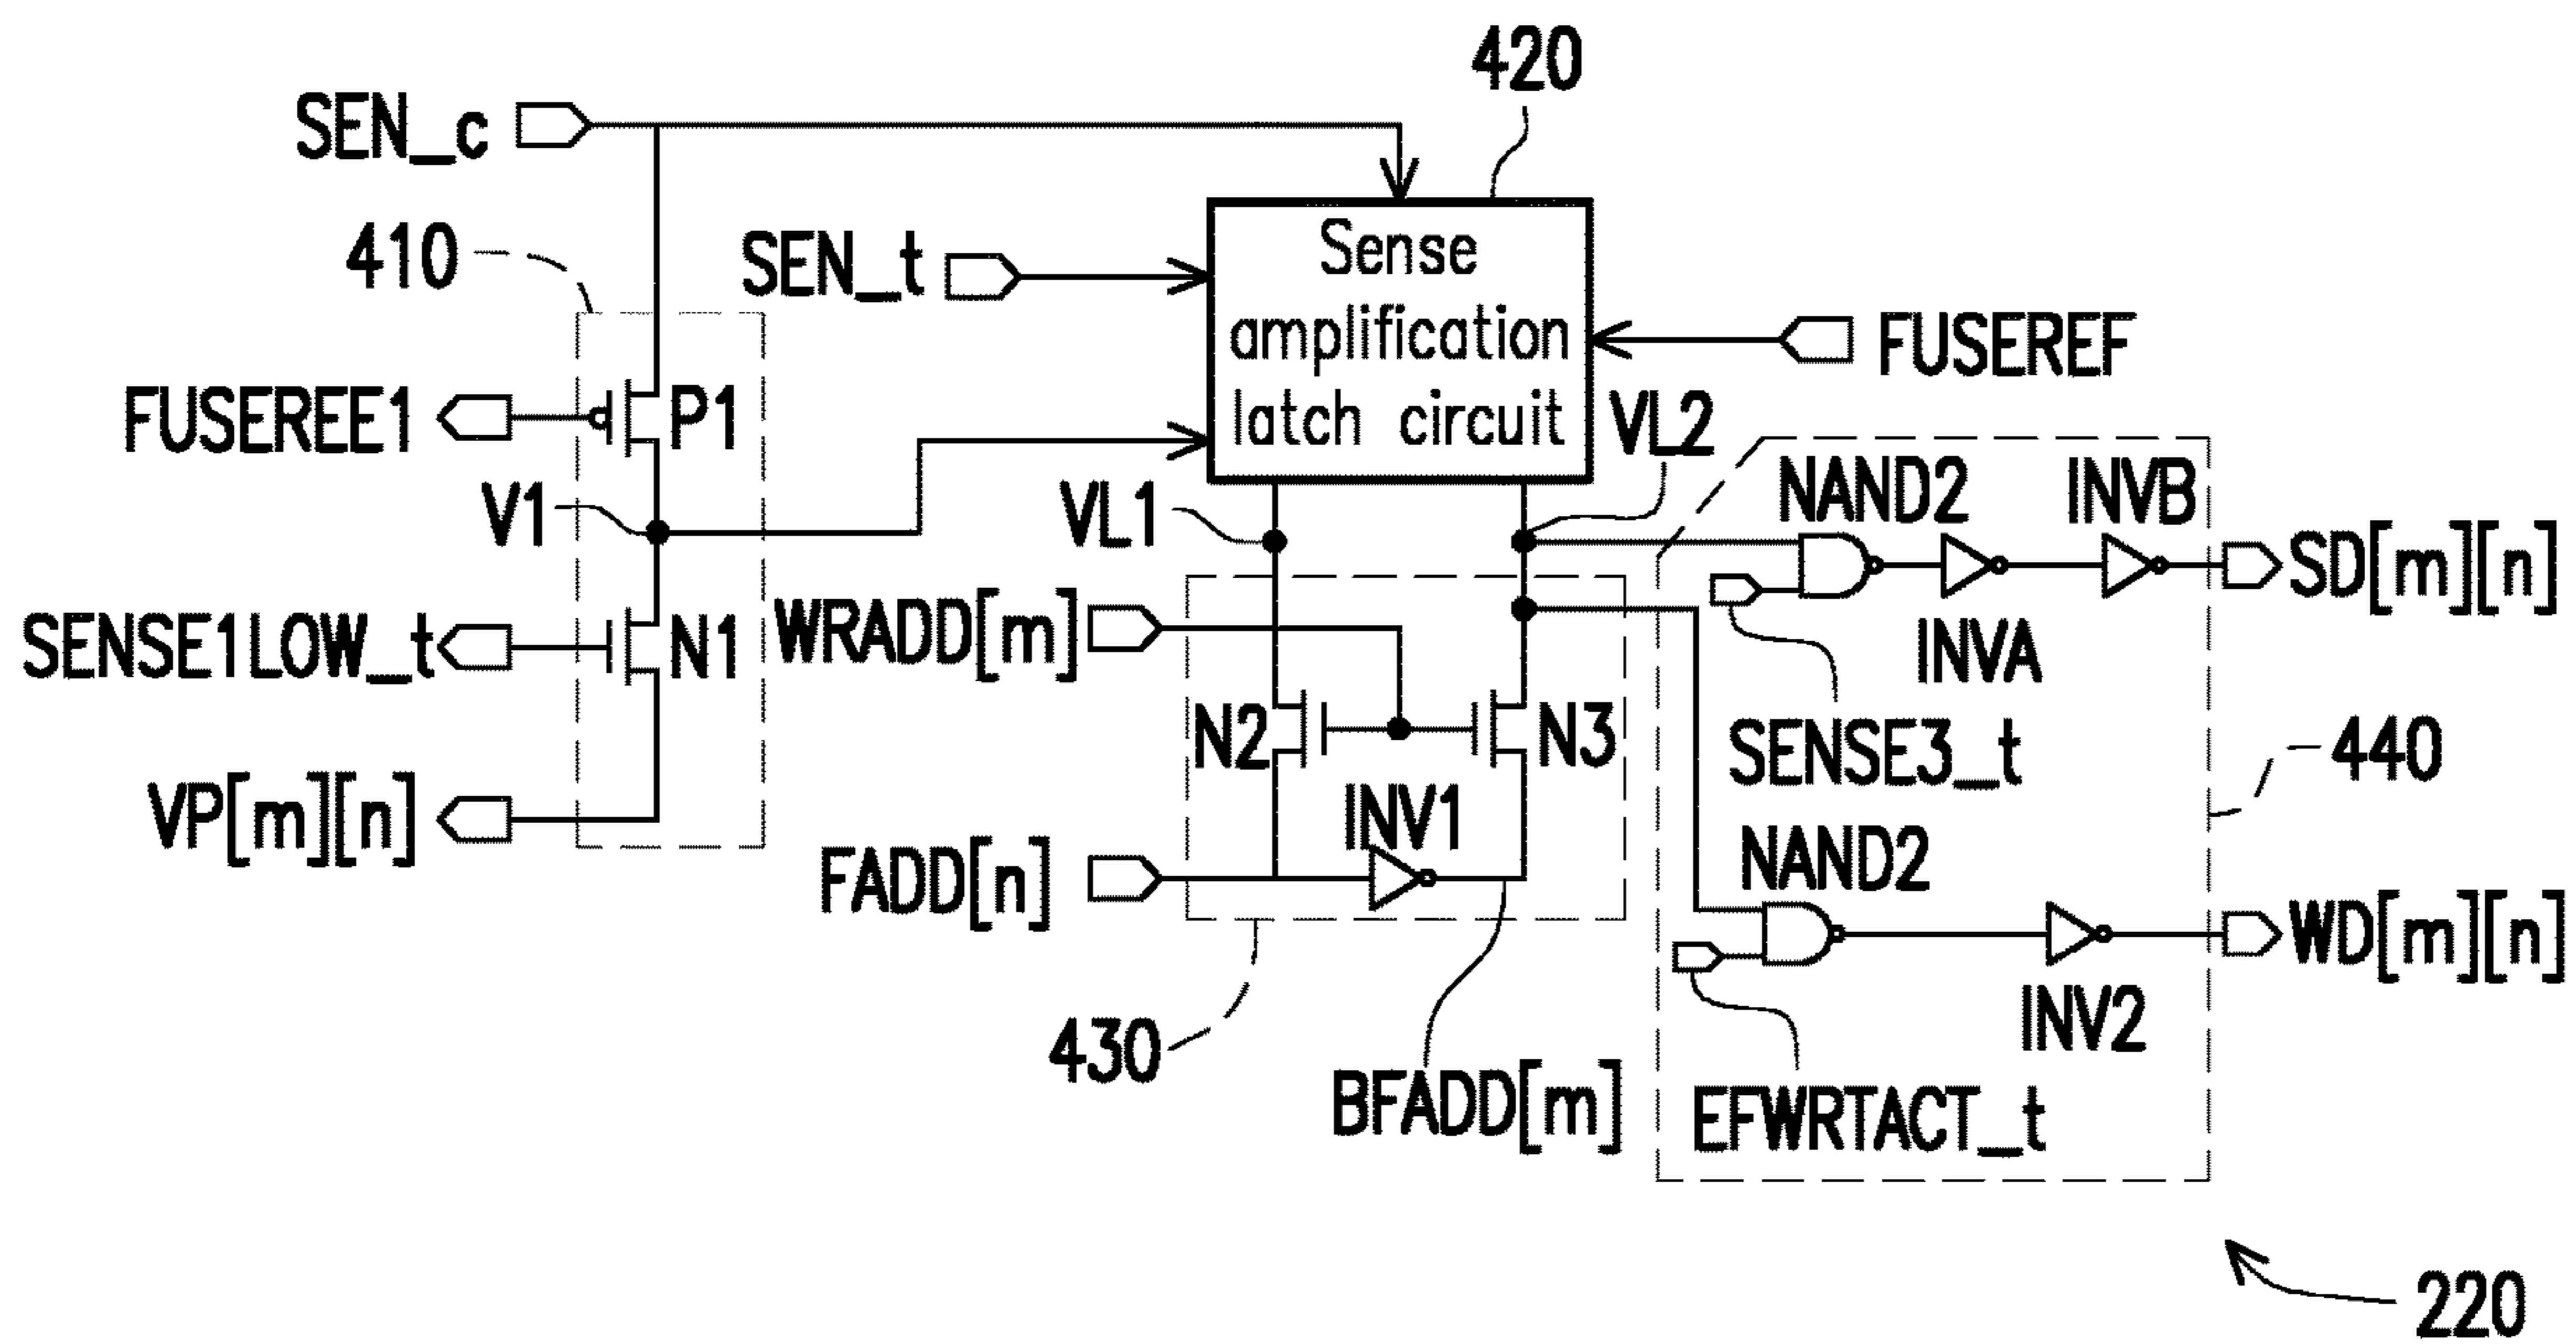 420
SEN_c
410
SEN_t
Sense
amplification
latch circuit
FUSEREF
FUSEREE1
P1
VL2
V1
VL1
NAND2
INVB
SD[m][n]
SENSE1LOW_t
N1
WRADD[m]
INVA
N2
N3
SENSE3_t
440
VP[m][n]
INV1
FADD[n]
NAND2
WD[m][n]
430
INV2
BFADD[m]
EFWRTACT_t
220